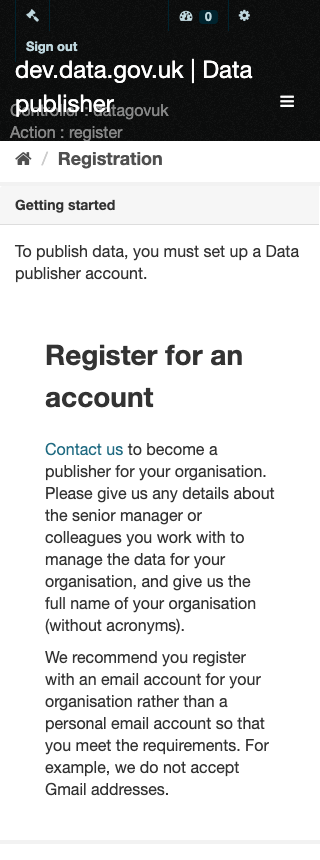 0
Sign out
dev.data.gov.uk | Data
publisher
Controller : datagovuk
Action : register
/ Registration
Getting started
To publish data, you must set up a Data
publisher account.
Register for an
account
Contact us to become a
publisher for your organisation.
Please give us any details about
the senior manager or
colleagues you work with to
manage the data for your
organisation, and give us the
full name of your organisation
(without acronyms).
We recommend you register
with an email account for your
organisation rather than a
personal email account so that
you meet the requirements. For
example, we do not accept
Gmail addresses.